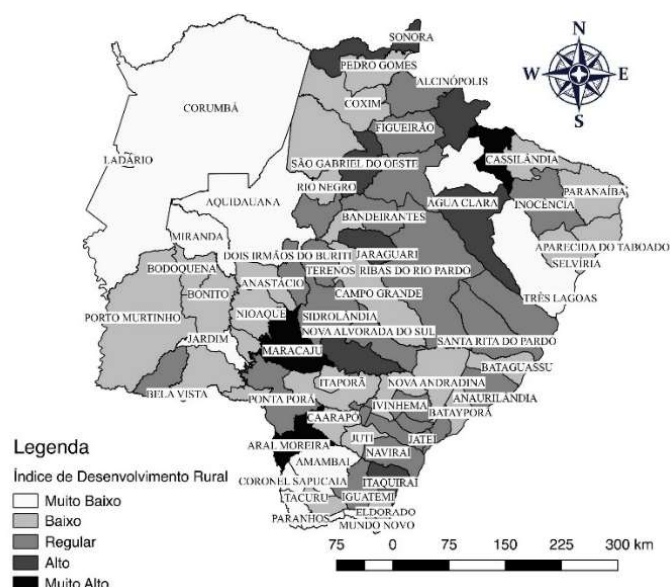 N
W E
S
SONORA
PEDRO GOMES
ALCINÓPOLIS
COXIM
CORUMBÁ
FIGUEIRÃO
LADÁRIO
SÃO GABRIEL DO OESTE
CASSILÂNDIA
RIO NEGRO
PARANAÍBA
AQUIDAUANA
AGUA CLARA
INOCÊNCIA
BANDEIRANTES
MIRANDA
DOIS IRMÃOS DO BURITI
JARAGUARI
APARECIDA DO TABOADO
BODOQUENA
TERENOS
RIBAS DO RIO PARDO
SELVÍRIA
ANASTÁCIO
BONITO
CAMPO GRANDE
TRÊS LAGOAS
PORTO MURTINHO
NIOAQUE
SIDROLÂNDIA
NOVA ALVORADA DO SUL
JARDIM
SANTA RITA DO PARDO
MARACAJU
BATAGUASSU
ITAPORÃ
NOVA ANDRADINA
BELA VISTA
PONTA PORÃ
ANAURILÂNDIA
IVINHEMA
CAARAPÓ
BATAYPORÃ
JUTI
JATEÍ
ARAL MOREIRA
NAVIRAI
AMAMBAI
CORONEL SAPUCAIA
ITAQUIRAÍ
TACURU
IGUATEMI
ELDORADO
PARANHOS
MUNDO NOVO
Legenda
Índice de Desenvolvimento Rural
Muito Baixo
Baixo
Regular
Alto
Muito Alto
75 0 75 150 225 300 km